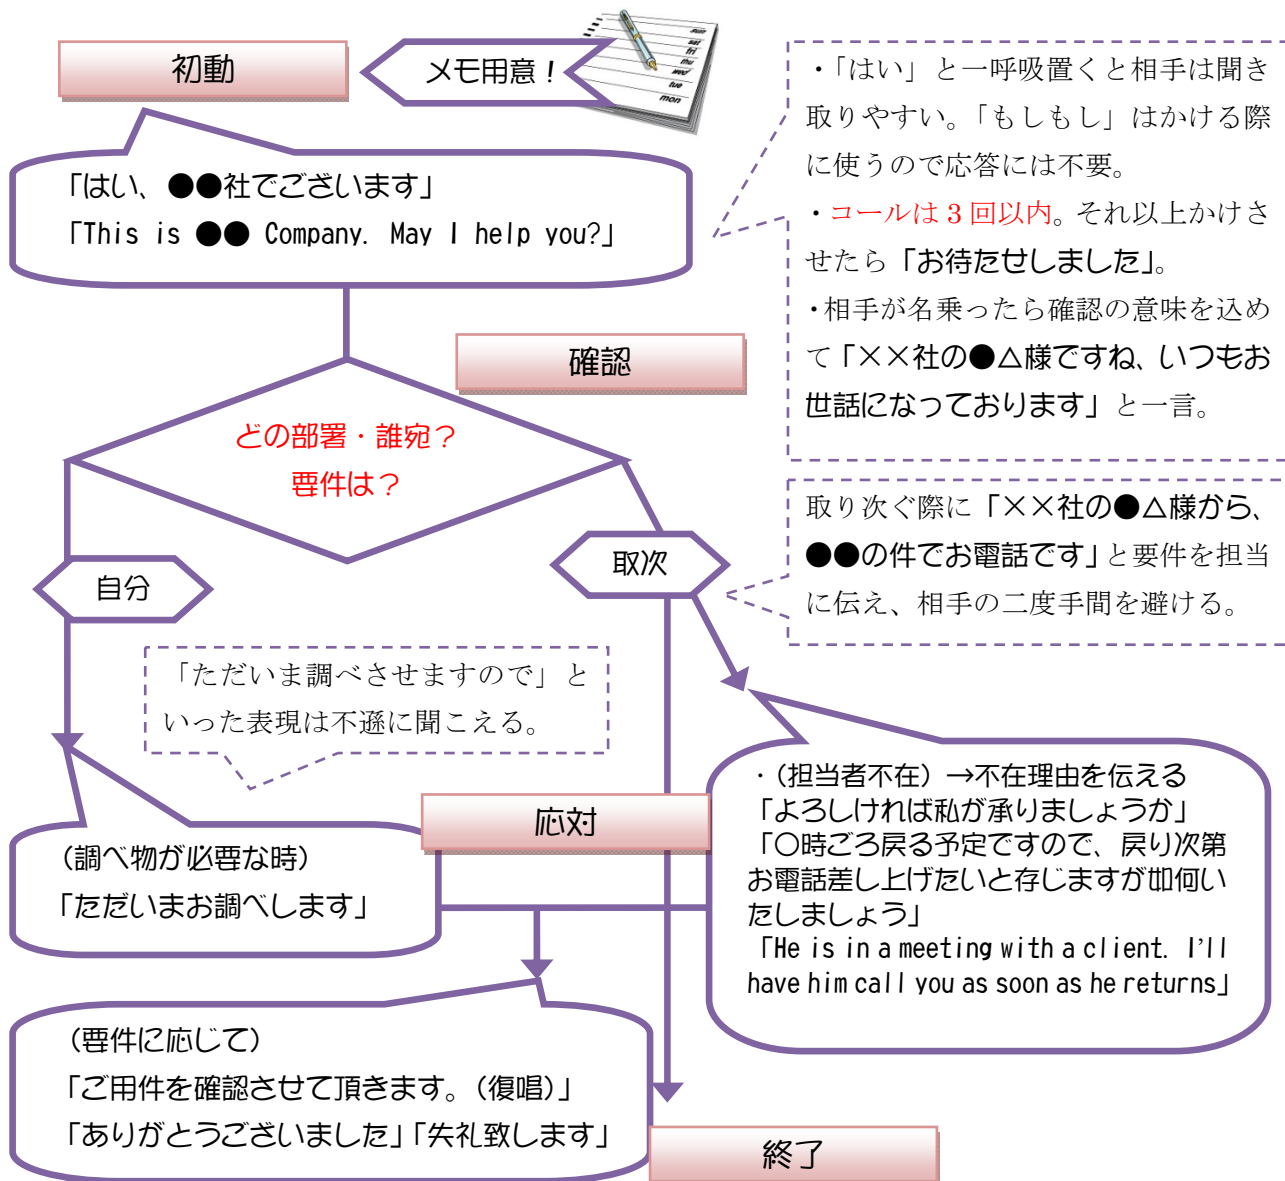 初動
メモ用意！
sun
sat
fri
thu
wed
tue
mon
「はい、●●社でございます」
「This is ●● Company. May I help you?」
・「はい」と一呼吸置くと相手は聞き
取りやすい。「もしもし」はかける際
に使うので応答には不要。
・コールは３回以内。それ以上かけさ
せたら「お待たせしました」。
・相手が名乗ったら確認の意味を込め
て「××社の●△様ですね、いつもお
世話になっております」と一言。
確認
どの部署・誰宛？
要件は？
取り次ぐ際に「××社の●△様から、
●●の件でお電話です」と要件を担当
に伝え、相手の二度手間を避ける。
自分
取次
「ただいま調べさせますので」と
いった表現は不遜に聞こえる。
応対
（調べ物が必要な時）
「ただいまお調べします」
・（担当者不在）→不在理由を伝える
「よろしければ私が承りましょうか」
「○時ごろ戻る予定ですので、戻り次第
お電話差し上げたいと存じますが如何い
たしましょう」
「He is in a meeting with a client. I’ll
have him call you as soon as he returns」
（要件に応じて）
「ご用件を確認させて頂きます。（復唱）」
「ありがとうございました」「失礼致します」
終了